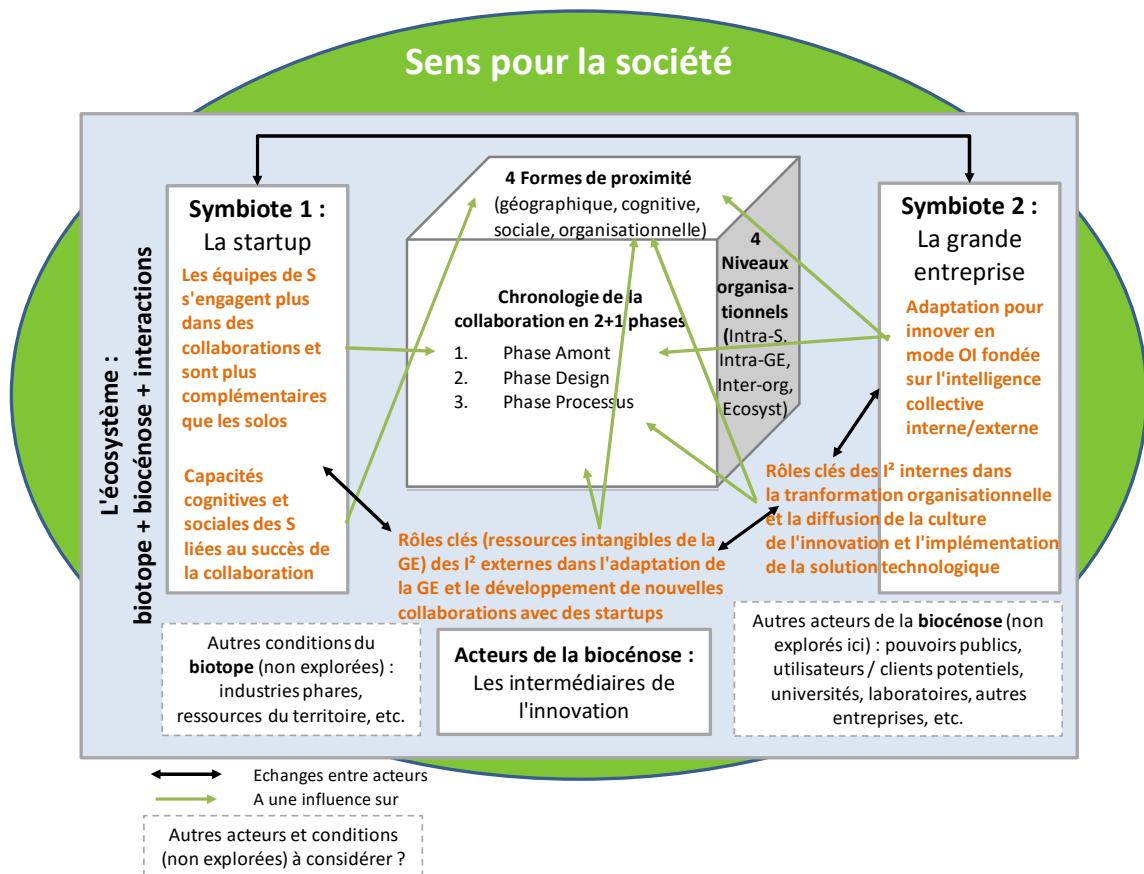 Sens pour la société
L'écosystème :
biotope + biocénose + interactions
Symbiote 1 :
La startup
Les équipes de S
s'engagent plus
dans des
collaborations et
sont plus
complémentaires
que les solos
Capacités
cognitives et
sociales des S
liées au succès de
la collaboration
4 Formes de proximité
(géographique, cognitive,
sociale, organisationnelle)
Chronologie de la
collaboration en 2+1 phases
1. Phase Amont
2. Phase Design
3. Phase Processus
4
Niveaux
organisa-
tionnels
(Intra-S,
Intra-GE,
Inter-org,
Ecosyst)
Symbiote 2 :
La grande
entreprise
Adaptation pour
innover en
mode OI fondée
sur l'intelligence
collective
interne/externe
Rôles clés des I² internes dans
la tranformation organisationnelle
et la diffusion de la culture
de l'innovation et l'implémentation
de la solution technologique
Rôles clés (ressources intangibles de la
GE) des I² externes dans l'adaptation de
la GE et le développement de nouvelles
collaborations avec des startups
Autres conditions du
biotope (non explorées) :
industries phares,
ressources du territoire, etc.
Acteurs de la biocénose :
Les intermédiaires de
l'innovation
Autres acteurs de la biocénose (non
explorés ici) : pouvoirs publics,
utilisateurs / clients potentiels,
universités, laboratoires, autres
entreprises, etc.
Echanges entre acteurs
A une influence sur
Autres acteurs et conditions
(non explorées) à considérer ?